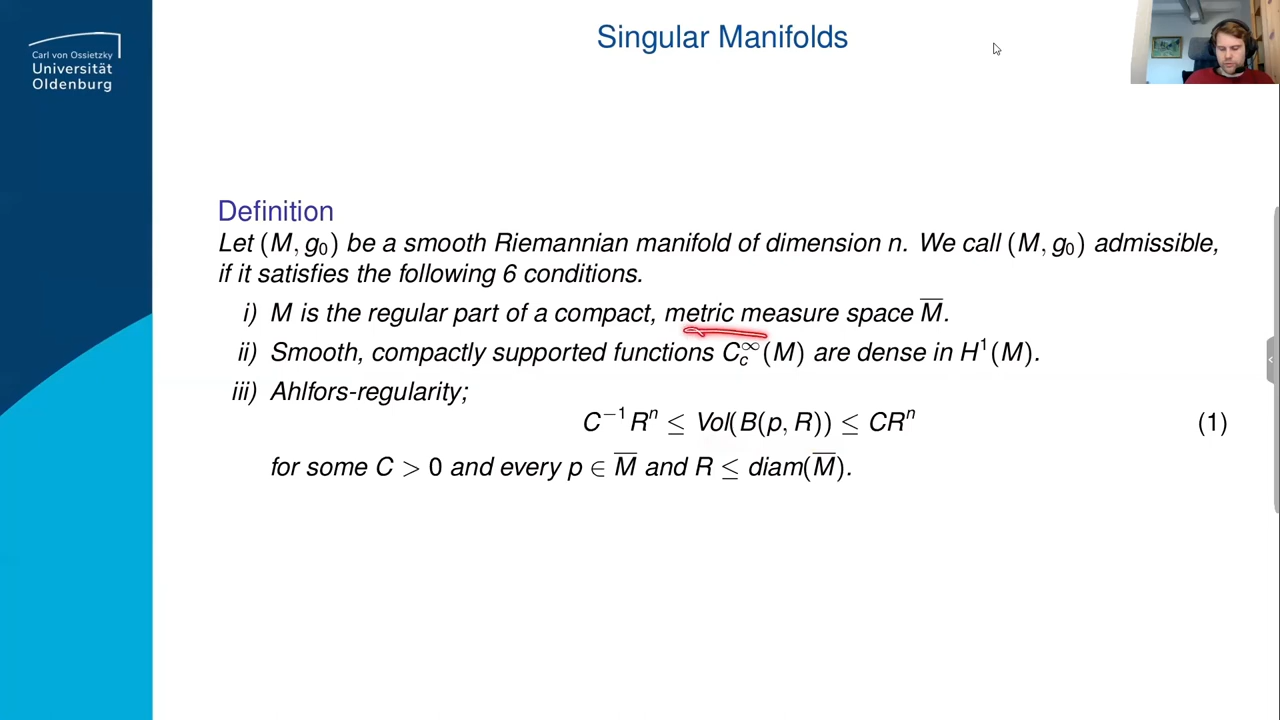 Singular Manifolds
Carl von Ossietzky
Universität
Oldenburg
Definition
Let (M, g₀) be a smooth Riemannian manifold of dimension n. We call (M, g₀) admissible,
if it satisfies the following 6 conditions.
i) M is the regular part of a compact, metric measure space M̅.
ii) Smooth, compactly supported functions C_c^∞(M) are dense in H¹(M).
iii) Ahlfors-regularity;
C⁻¹Rⁿ ≤ Vol(B(p, R)) ≤ CRⁿ (1)
for some C > 0 and every p ∈ M̅ and R ≤ diam(M̅).